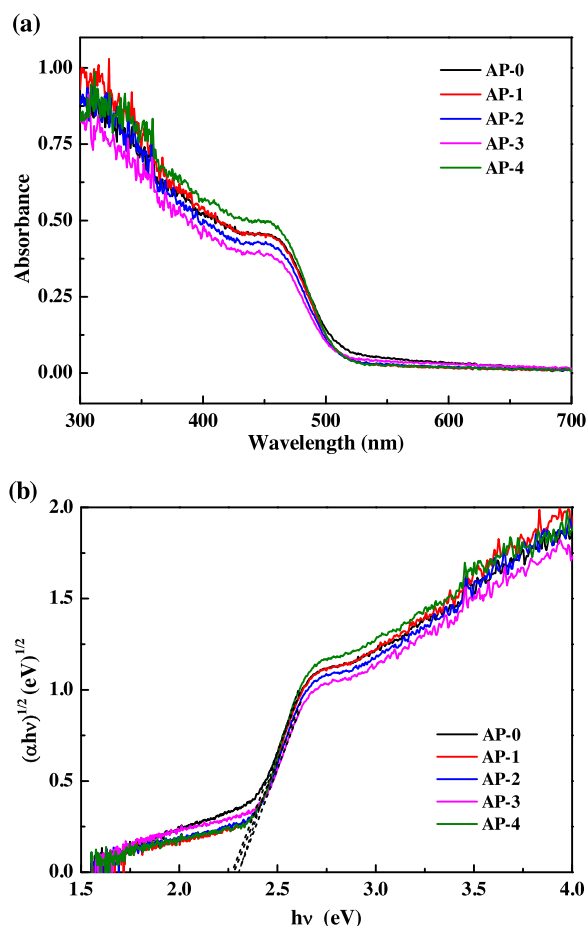 (a)
1.00
0.75
0.50
0.25
0.00
Absorbance
AP-0
AP-1
AP-2
AP-3
AP-4
300 400 500 600 700
Wavelength (nm)
(b)
2.0
1.5
1.0
0.5
0.0
(αhν)^1/2 (eV)^1/2
AP-0
AP-1
AP-2
AP-3
AP-4
1.5 2.0 2.5 3.0 3.5 4.0
hν (eV)